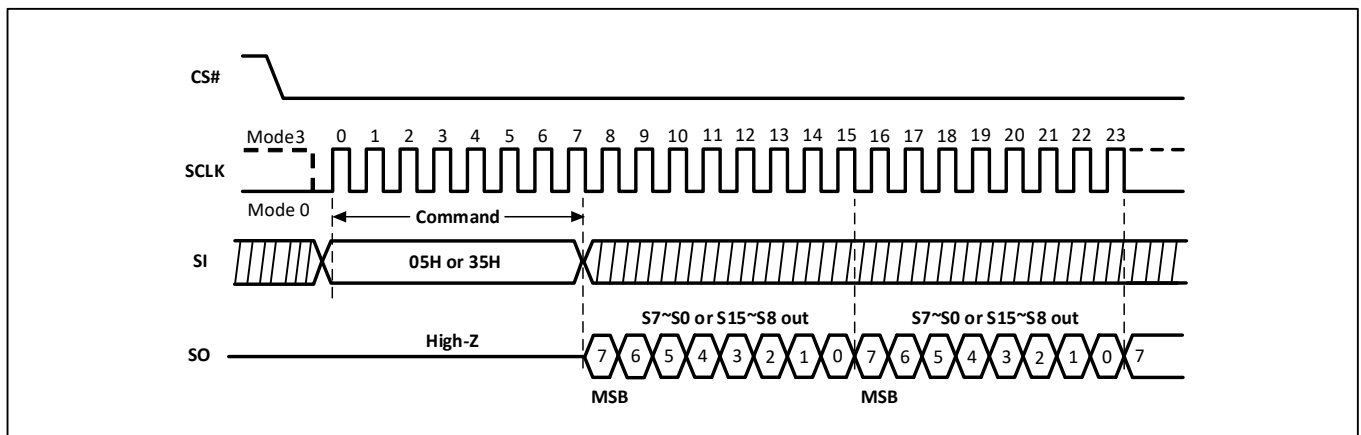 CS#
Mode3 0 1 2 3 4 5 6 7 8 9 10 11 12 13 14 15 16 17 18 19 20 21 22 23
SCLK
Mode 0
Command
SI
05H or 35H
S7~S0 or S15~S8 out S7~S0 or S15~S8 out
High-Z
SO
7 6 5 4 3 2 1 0 7 6 5 4 3 2 1 0 7
MSB MSB